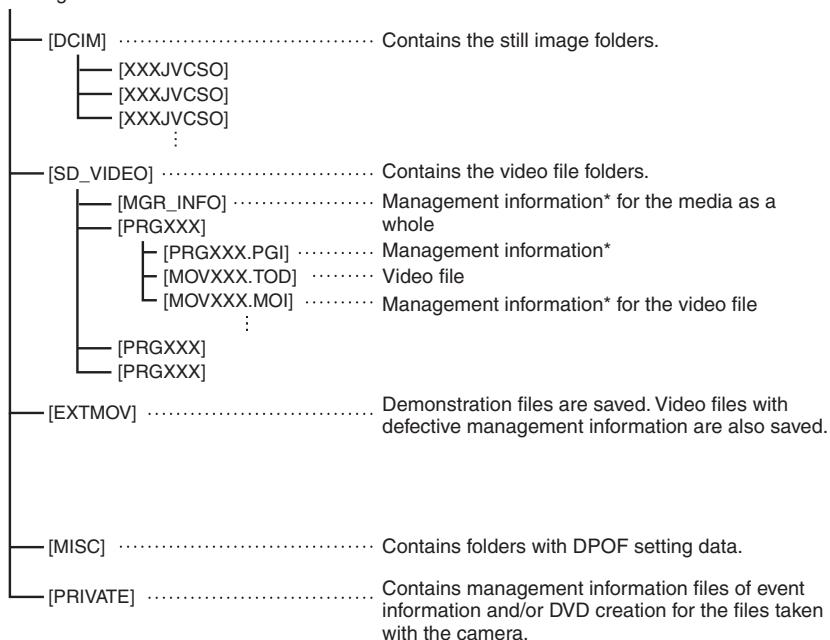 [DCIM] Contains the still image folders.
[XXXJVCSO]
[XXXJVCSO]
[XXXJVCSO]
[SD_VIDEO] Contains the video file folders.
[MGR_INFO] Management information* for the media as a
whole
[PRGXXX]
[PRGXXX.PGI] Management information*
[MOVXXX.TOD] Video file
[MOVXXX.MOI] Management information* for the video file
[PRGXXX]
[PRGXXX]
[EXTMOV] Demonstration files are saved. Video files with
defective management information are also saved.
[MISC] Contains folders with DPOF setting data.
[PRIVATE] Contains management information files of event
information and/or DVD creation for the files taken
with the camera.